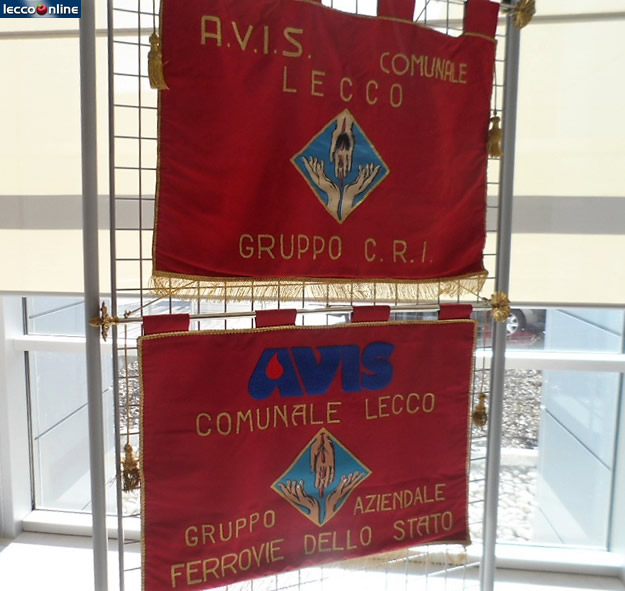 leccoonline
A.V.I.S. COMUNALE
LECCO
GRUPPO C.R.I.
AVIS
COMUNALE LECCO
GRUPPO AZIENDALE
FERROVIE DELLO STATO